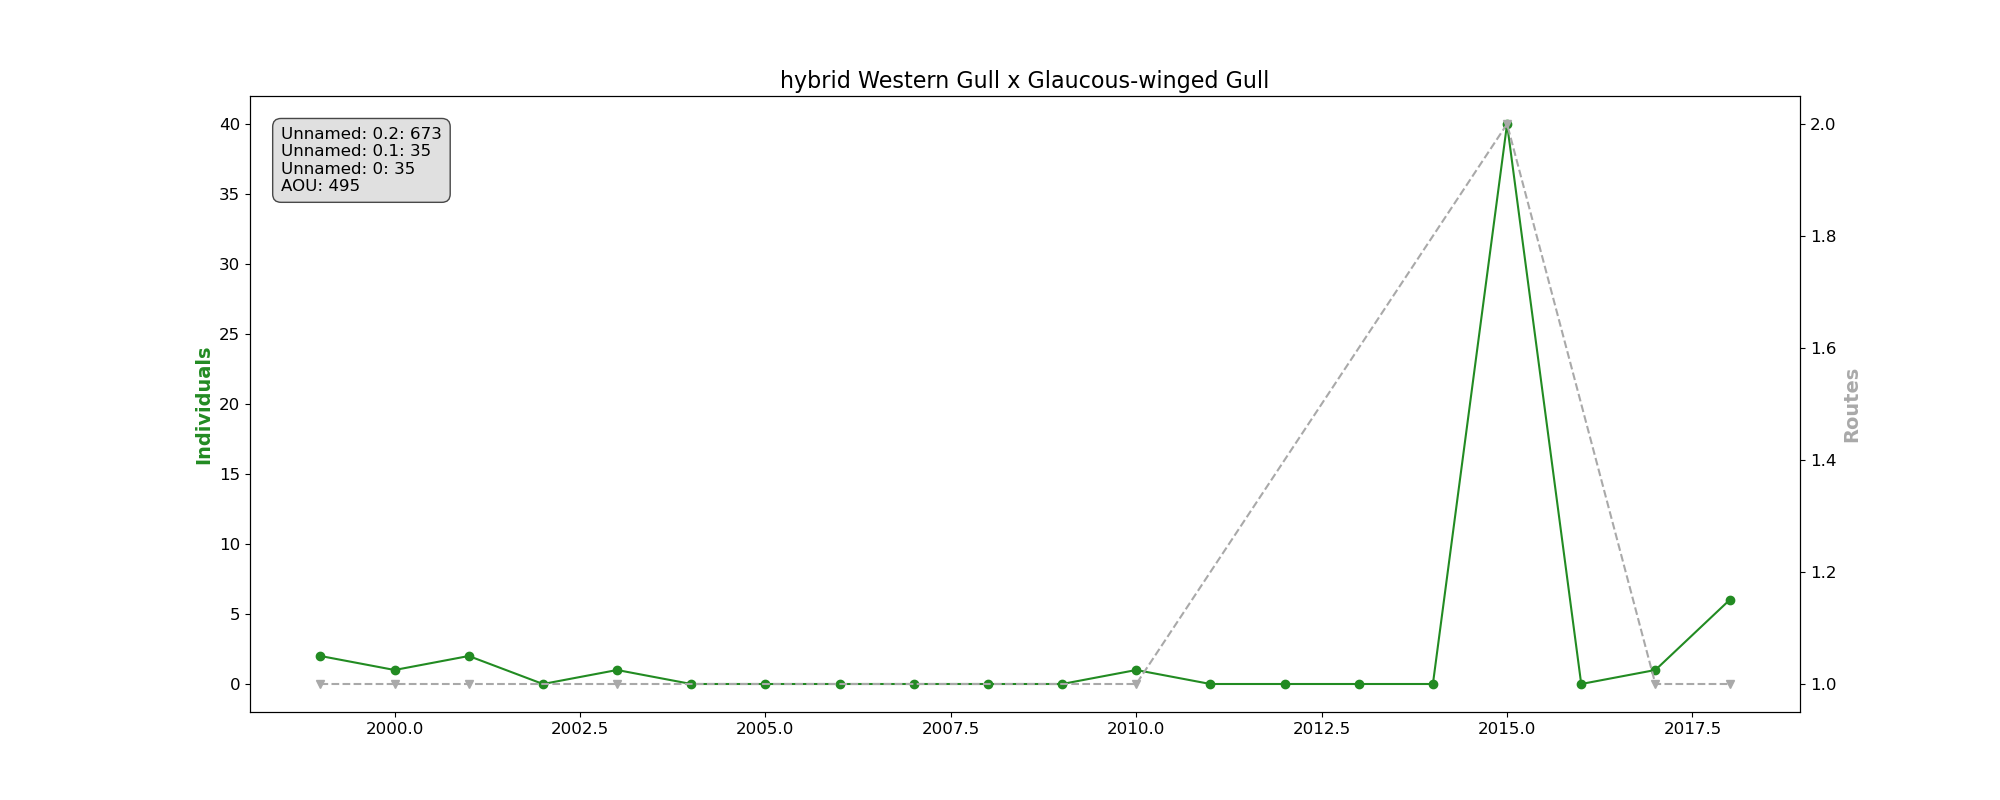 hybrid Western Gull x Glaucous-winged Gull
Unnamed: 0.2: 673
Unnamed: 0.1: 35
Unnamed: 0: 35
AOU: 495
Individuals
40
35
30
25
20
15
10
5
0
2000.0 2002.5 2005.0 2007.5 2010.0 2012.5 2015.0 2017.5
2.0
1.8
1.6
1.4
1.2
1.0
Routes